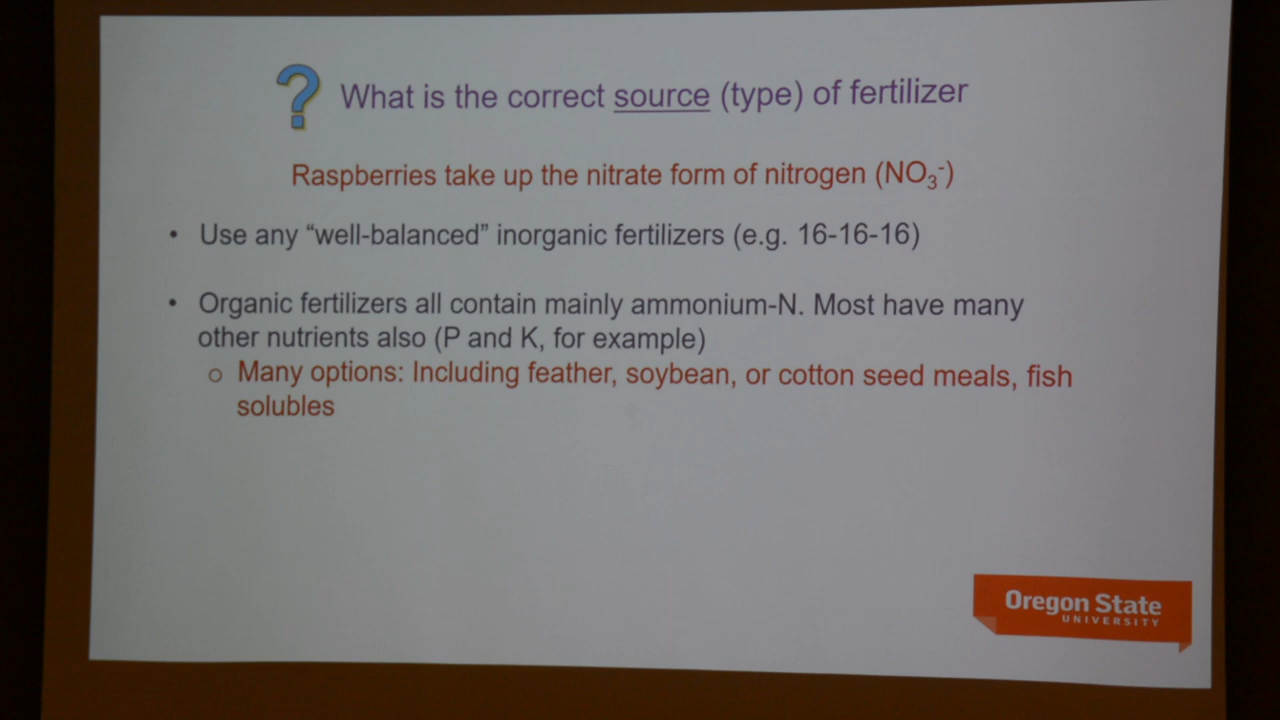 ? What is the correct source (type) of fertilizer
Raspberries take up the nitrate form of nitrogen (NO₃⁻)
• Use any “well-balanced” inorganic fertilizers (e.g. 16-16-16)
• Organic fertilizers all contain mainly ammonium-N. Most have many
other nutrients also (P and K, for example)
○ Many options: Including feather, soybean, or cotton seed meals, fish
solubles
Oregon State
UNIVERSITY